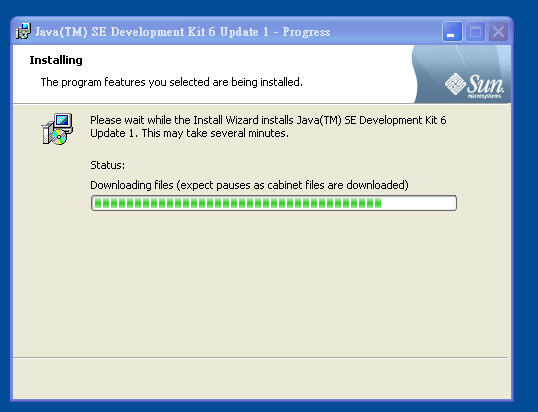 Java(TM) SE Development Kit 6 Update 1 - Progress
Installing
The program features you selected are being installed.
Sun
microsystems
Please wait while the Install Wizard installs Java(TM) SE Development Kit 6
Update 1. This may take several minutes.
Status:
Downloading files (expect pauses as cabinet files are downloaded)